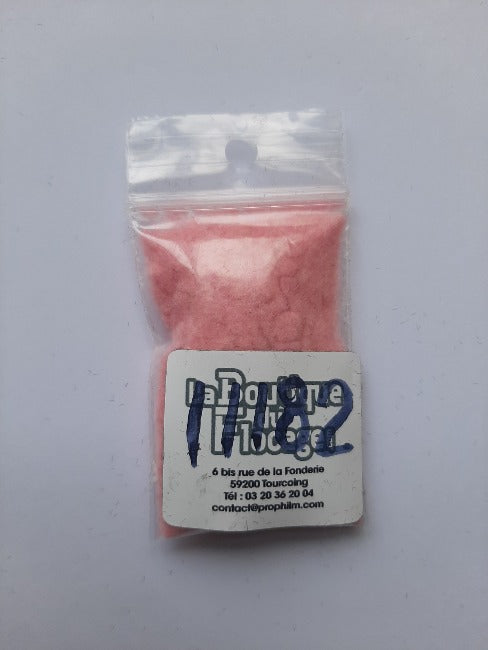 La Boutique
du
Flocage
11182
6 bis rue de la Fonderie
59200 Tourcoing
Tél : 03 20 36 20 04
contact@prophilm.com